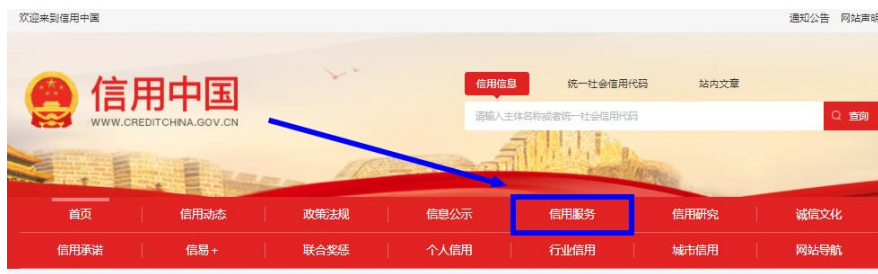 欢迎来到信用中国 通知公告 网站声明
信用中国
WWW.CREDITCHINA.GOV.CN
信用信息 统一社会信用代码 站内文章
请输入主体名称或者统一社会信用代码 查询
首页 信用动态 政策法规 信息公示 信用服务 信用研究 诚信文化
信用承诺 信易+ 联合奖惩 个人信用 行业信用 城市信用 网站导航